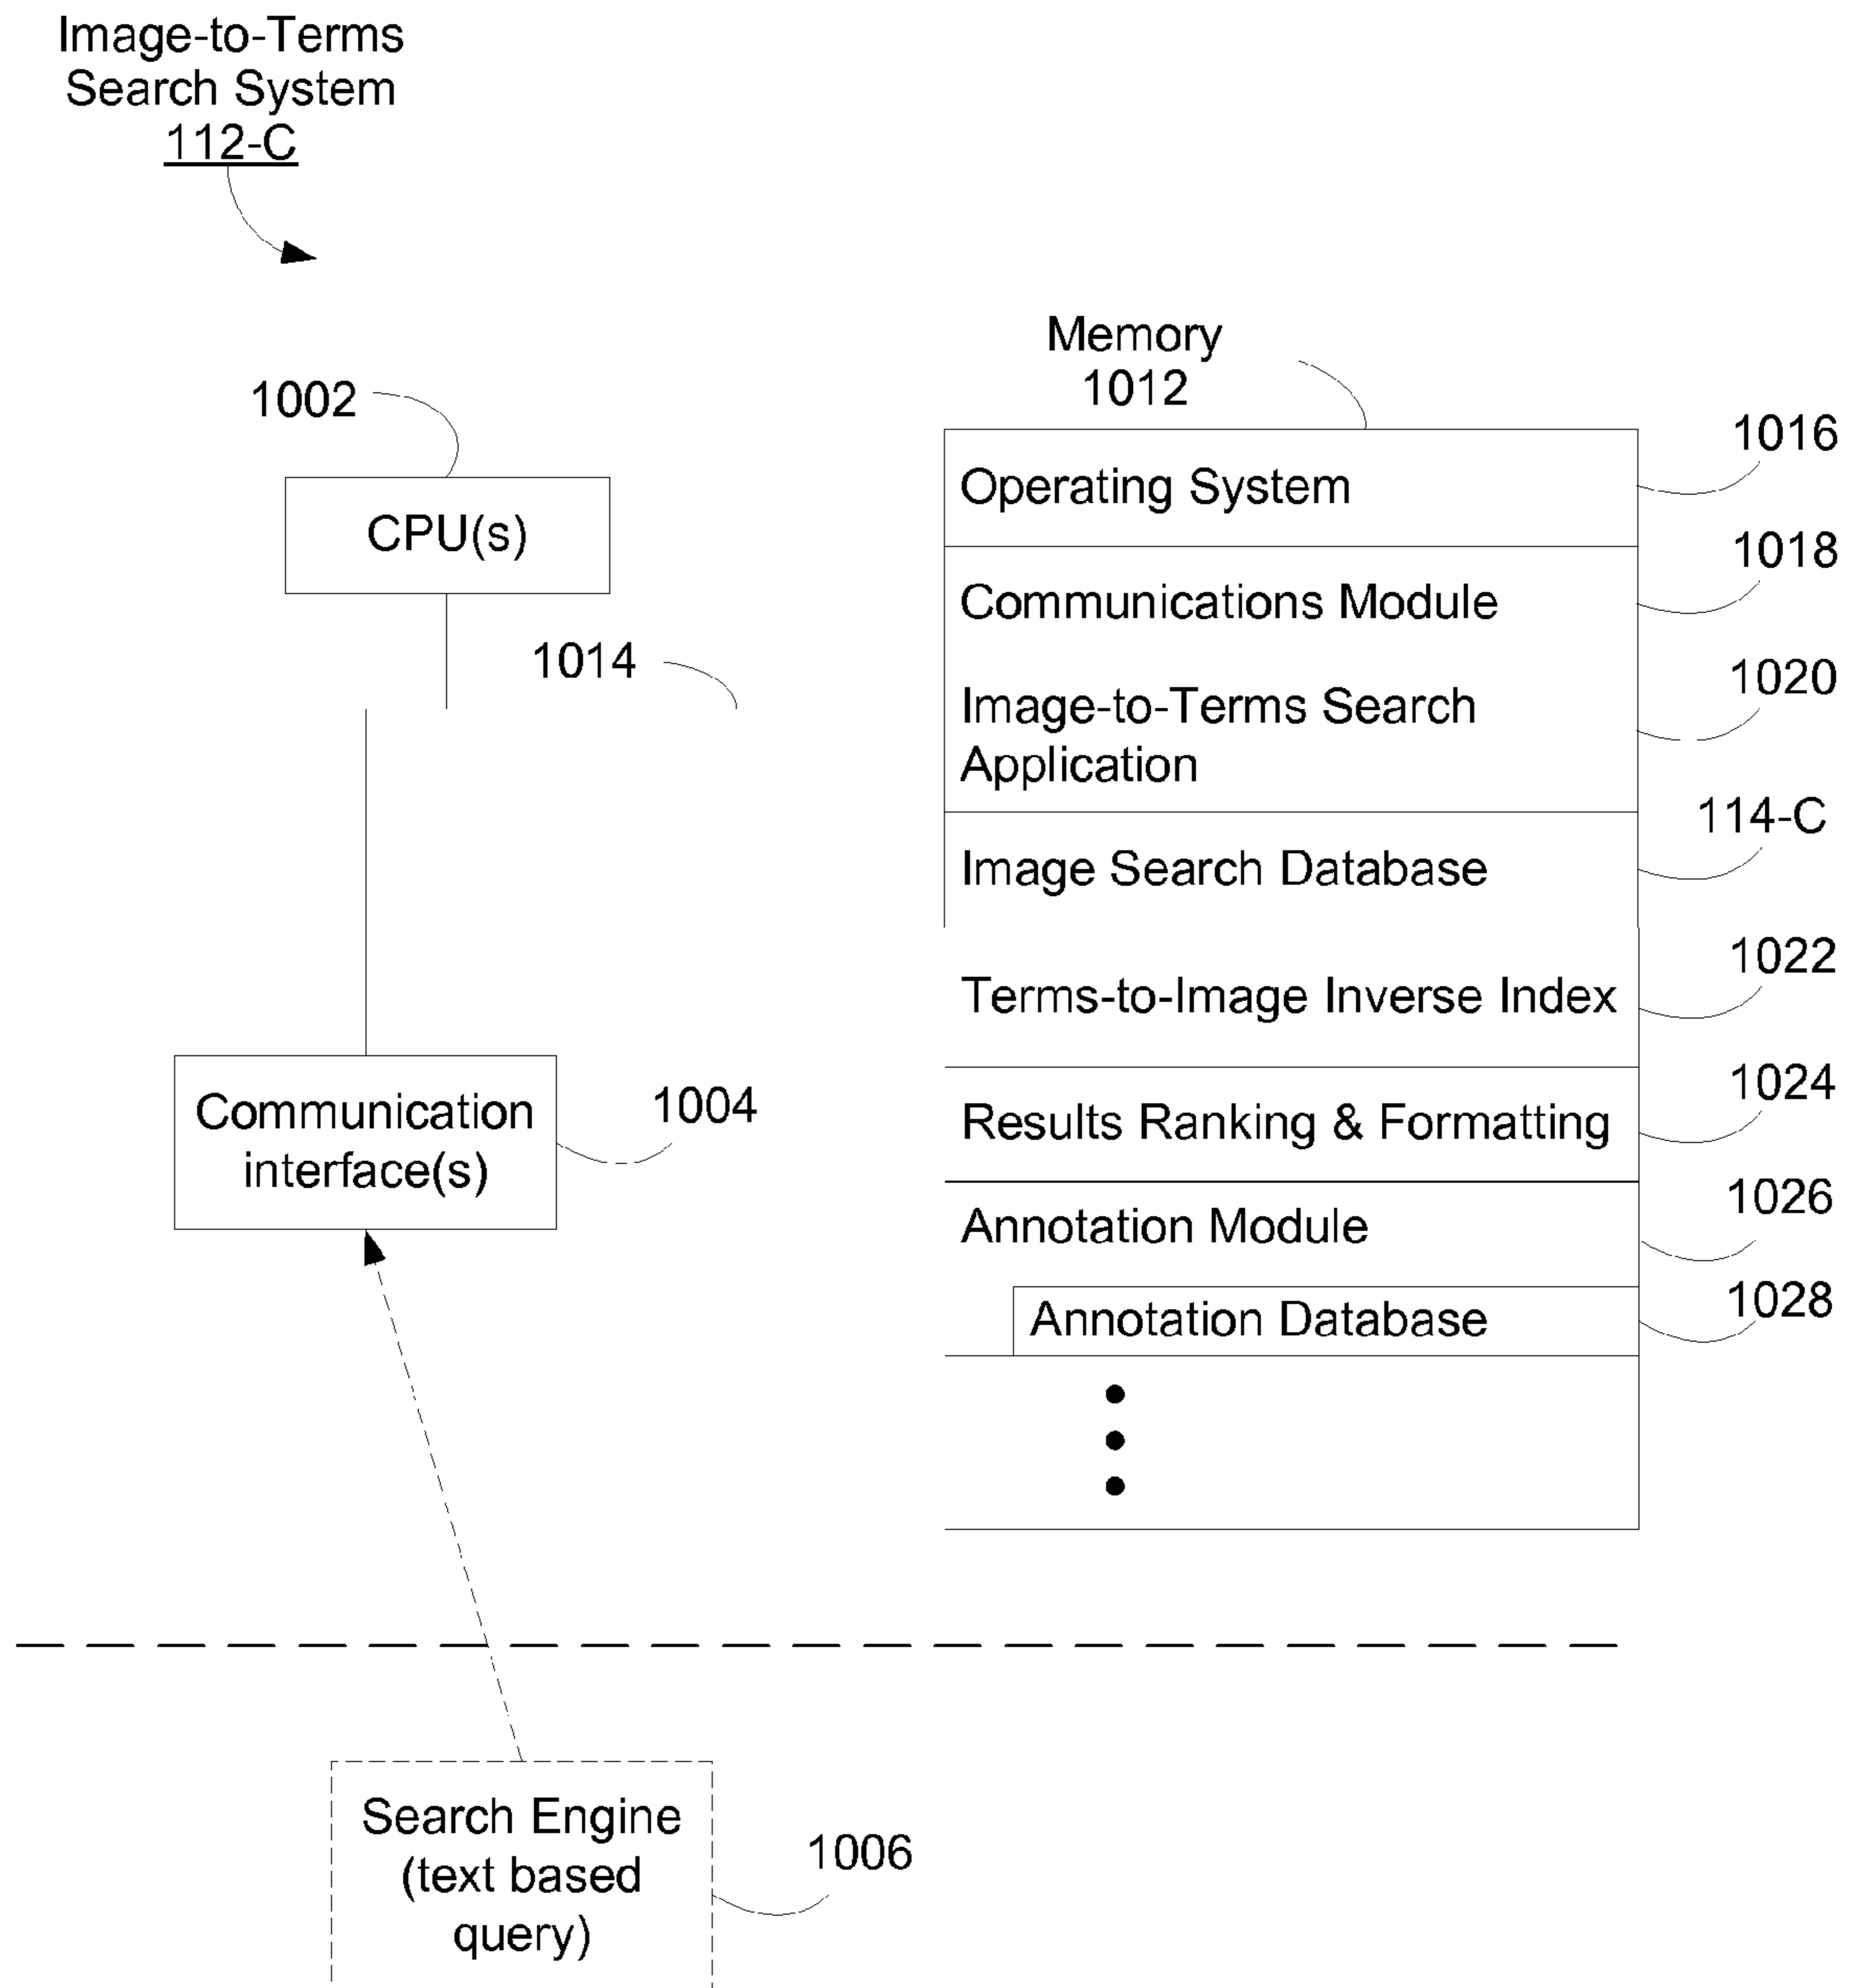 Image-to-Terms
Search System
112-C
Memory
1012
1002
1016
Operating System
CPU(s)
1018
Communications Module
1014
1020
Image-to-Terms Search
Application
114-C
Image Search Database
1022
Terms-to-Image Inverse Index
1024
Communication
interface(s)
1004
Results Ranking & Formatting
1026
Annotation Module
1028
Annotation Database
Search Engine
(text based
query)
1006